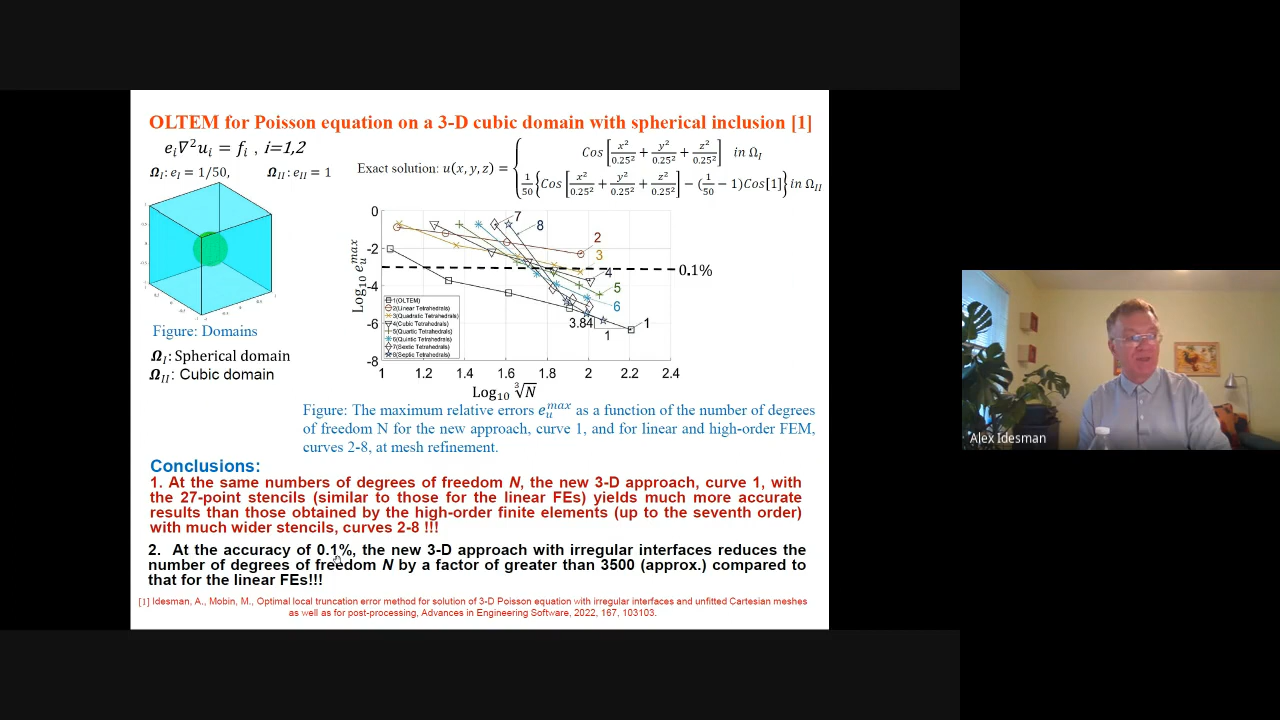 OLTEM for Poisson equation on a 3-D cubic domain with spherical inclusion [1]
e_i∇²u_i = f_i , i=1,2
Ω_I: e_I = 1/50, Ω_II: e_II = 1
Exact solution: u(x, y, z) = { Cos[x²/0.25² + y²/0.25² + z²/0.25²] in Ω_I
1/50{Cos[x²/0.25² + y²/0.25² + z²/0.25²] − (1/50 − 1)Cos[1]} in Ω_II
Figure: Domains
Ω_I: Spherical domain
Ω_II: Cubic domain
Log₁₀ e_u^max
0
-2
-4
-6
-8
7
8
2
3
4
5
6
1
0.1%
3.84
1
1(OLTEM)
2(Linear Tetrahedrals)
3(Quadratic Tetrahedrals)
4(Cubic Tetrahedrals)
5(Quartic Tetrahedrals)
6(Quintic Tetrahedrals)
7(Sextic Tetrahedrals)
8(Septic Tetrahedrals)
1 1.2 1.4 1.6 1.8 2 2.2 2.4
Log₁₀ ∛N
Figure: The maximum relative errors e_u^max as a function of the number of degrees
of freedom N for the new approach, curve 1, and for linear and high-order FEM,
curves 2-8, at mesh refinement.
Conclusions:
1. At the same numbers of degrees of freedom N, the new 3-D approach, curve 1, with
the 27-point stencils (similar to those for the linear FEs) yields much more accurate
results than those obtained by the high-order finite elements (up to the seventh order)
with much wider stencils, curves 2-8 !!!
2. At the accuracy of 0.1%, the new 3-D approach with irregular interfaces reduces the
number of degrees of freedom N by a factor of greater than 3500 (approx.) compared to
that for the linear FEs!!!
[1] Idesman, A., Mobin, M., Optimal local truncation error method for solution of 3-D Poisson equation with irregular interfaces and unfitted Cartesian meshes
as well as for post-processing, Advances in Engineering Software, 2022, 167, 103103.
Alex Idesman